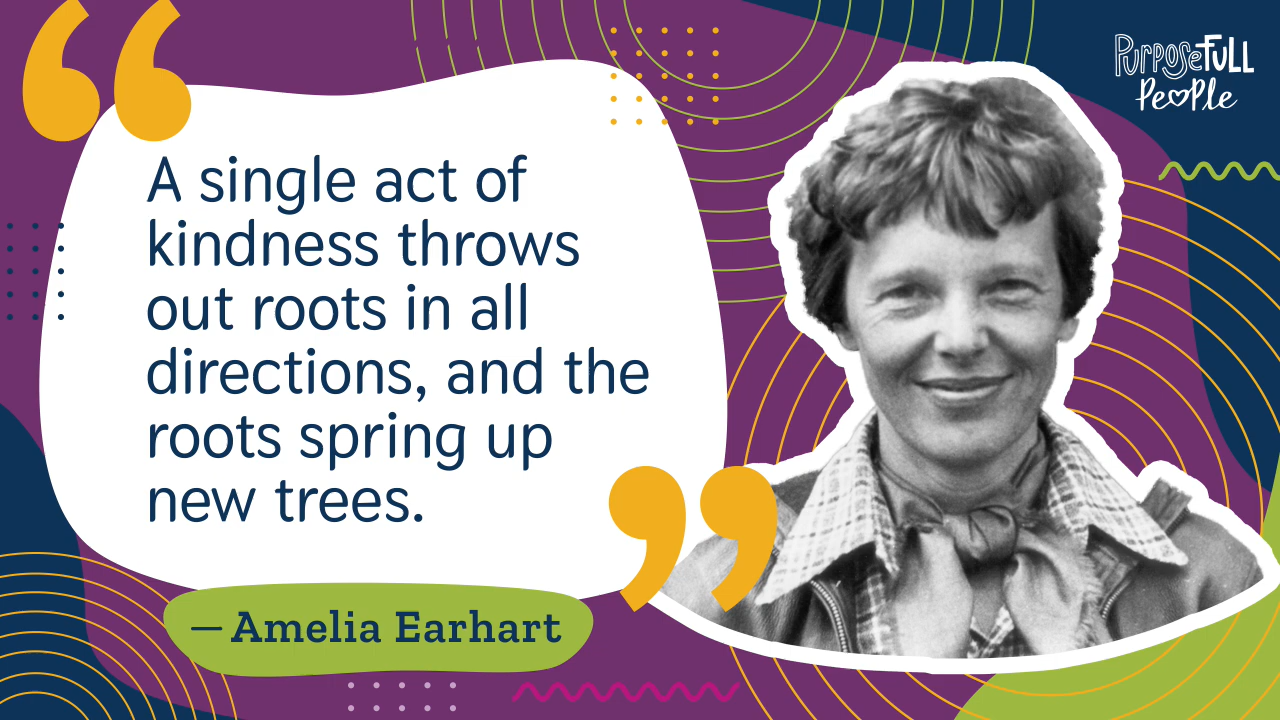 PURPOSEFULL
PeoPle
“
A single act of
kindness throws
out roots in all
directions, and the
roots spring up
new trees.
”
— Amelia Earhart